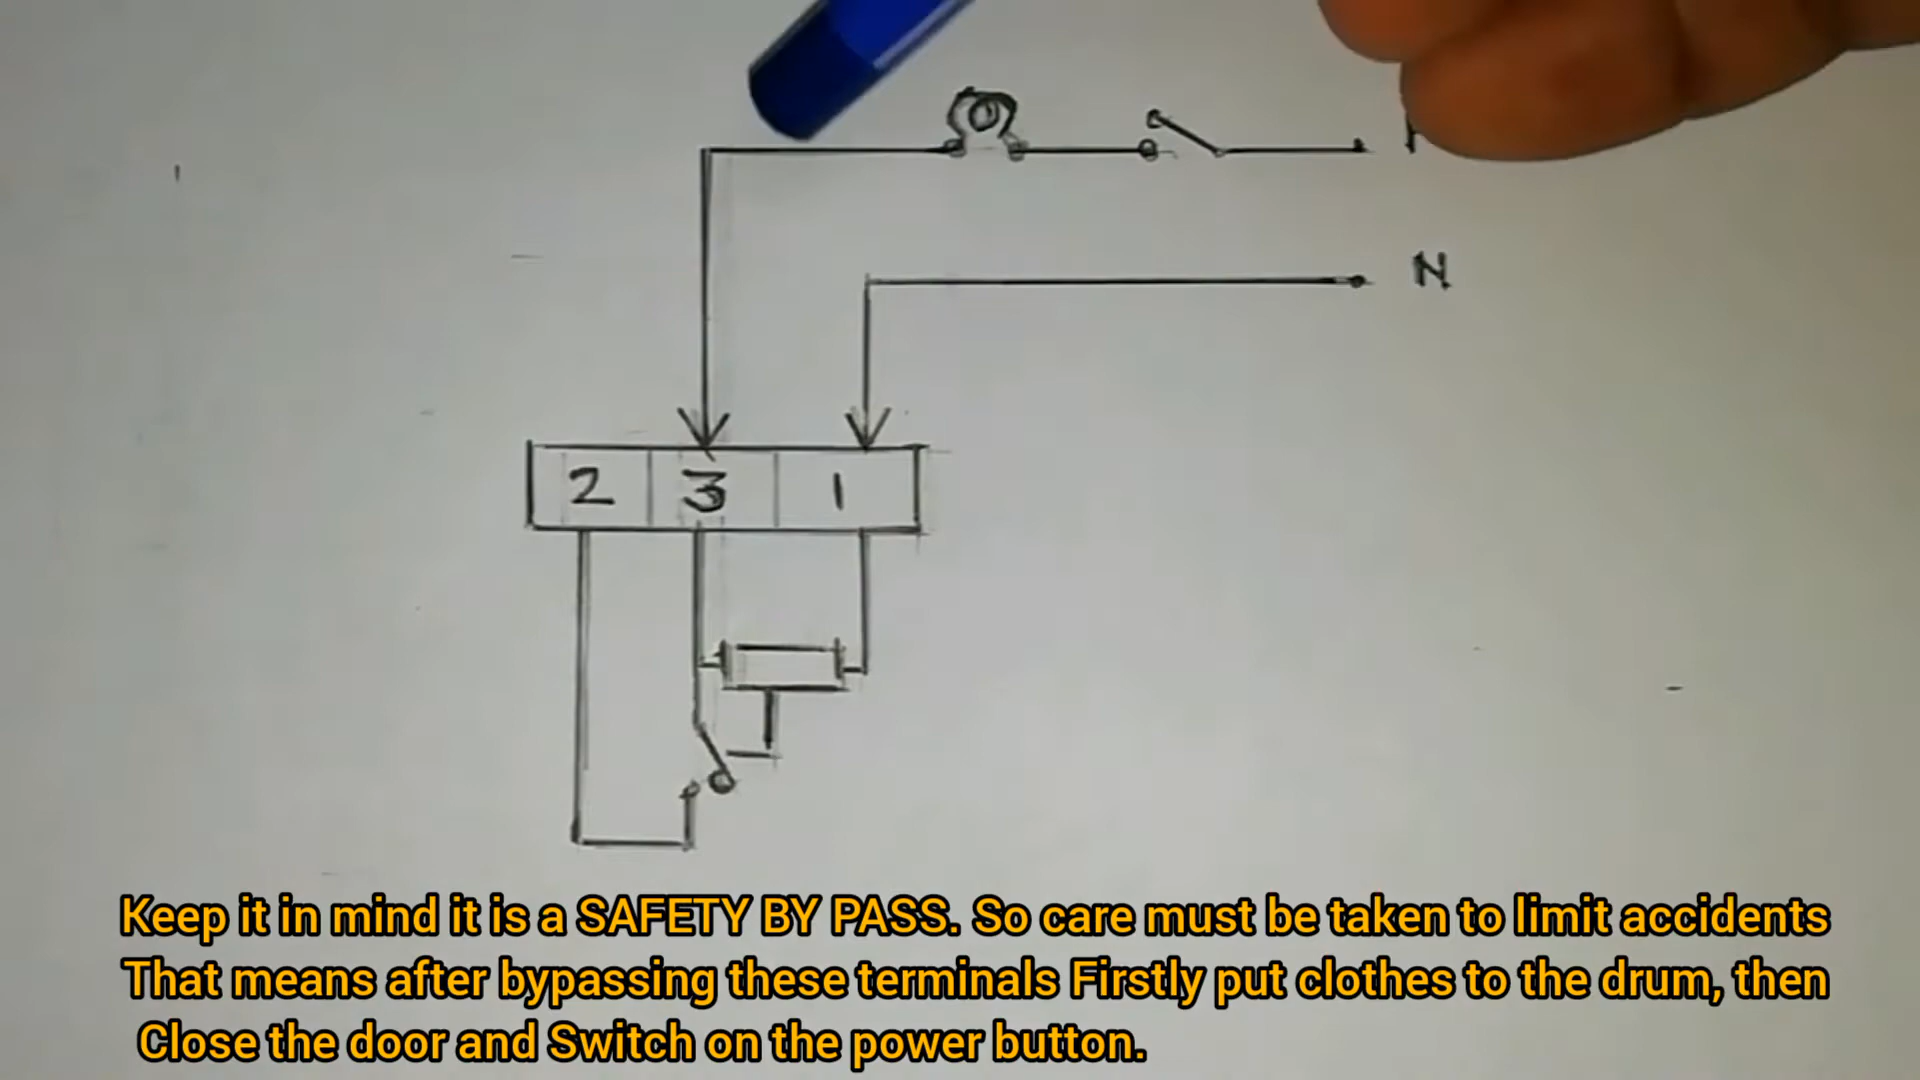 N
2 3 1
Keep it in mind it is a SAFETY BY PASS. So care must be taken to limit accidents
That means after bypassing these terminals Firstly put clothes to the drum, then
Close the door and Switch on the power button.